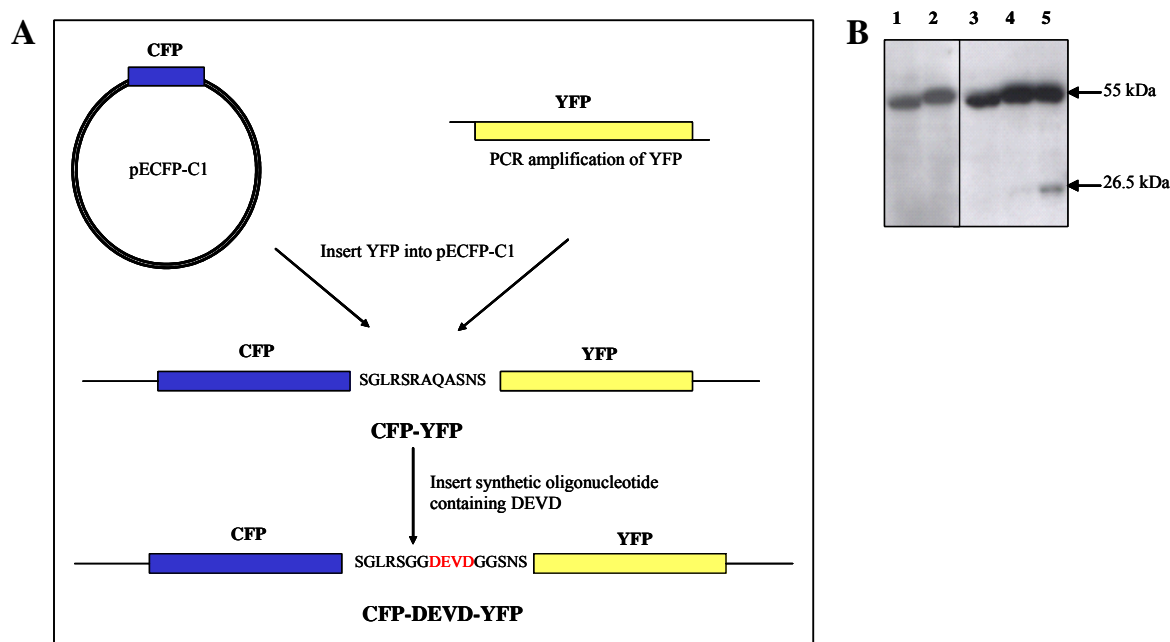 A
CFP
pECFP-C1
YFP
PCR amplification of YFP
Insert YFP into pECFP-C1
CFP
SGLRSRAQASNS
YFP
CFP-YFP
Insert synthetic oligonucleotide
containing DEVD
CFP
SGLRSGGDEVDGGSNS
YFP
CFP-DEVD-YFP
B
1 2 3 4 5
55 kDa
26.5 kDa